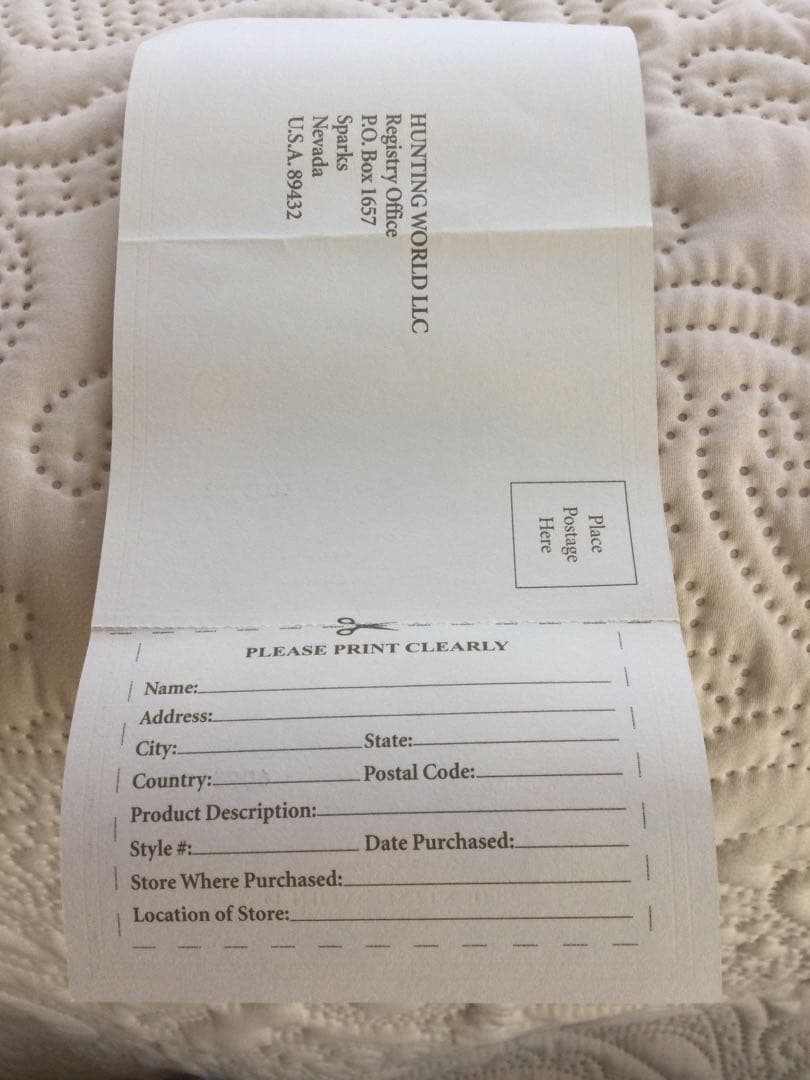 HUNTING WORLD LLC
Registry Office
P.O. Box 1657
Sparks
Nevada
U.S.A. 89432
Place
Postage
Here
PLEASE PRINT CLEARLY
Name:
Address:
City: State:
Country: Postal Code:
Product Description:
Style #: Date Purchased:
Store Where Purchased:
Location of Store: